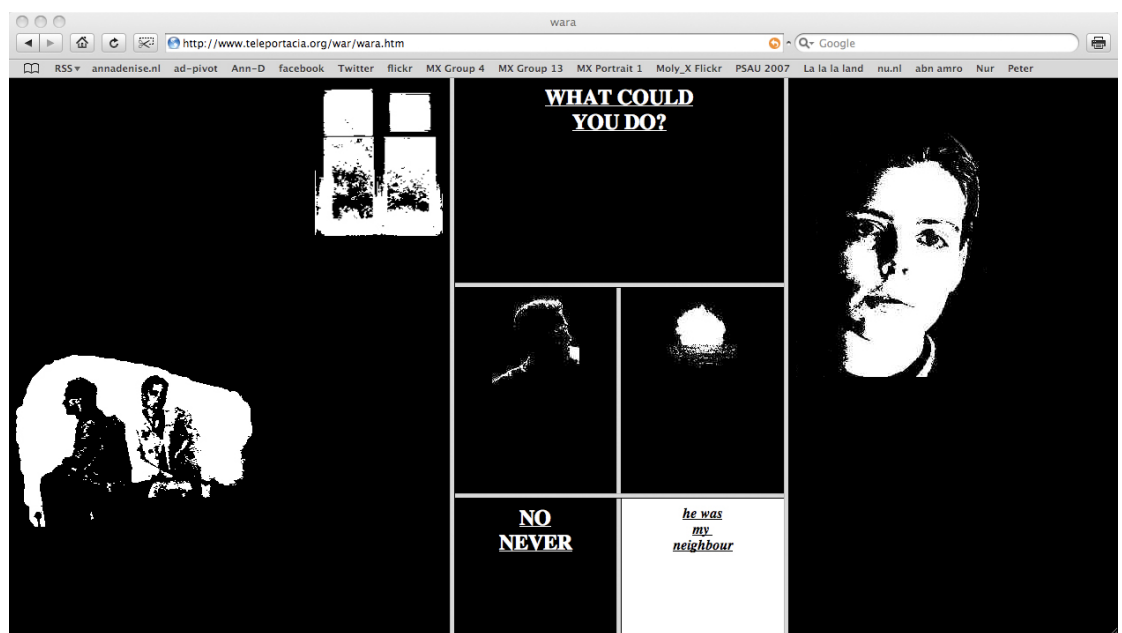 wara
http://www.teleportacia.org/war/wara.htm
Google
RSS annadenise.nl ad-pivot Ann-D facebook Twitter flickr MX Group 4 MX Group 13 MX Portrait 1 Moly_X Flickr PSAU 2007 La la la land nu.nl abn amro Nur Peter
WHAT COULD
YOU DO?
NO
NEVER
he was
my
neighbour